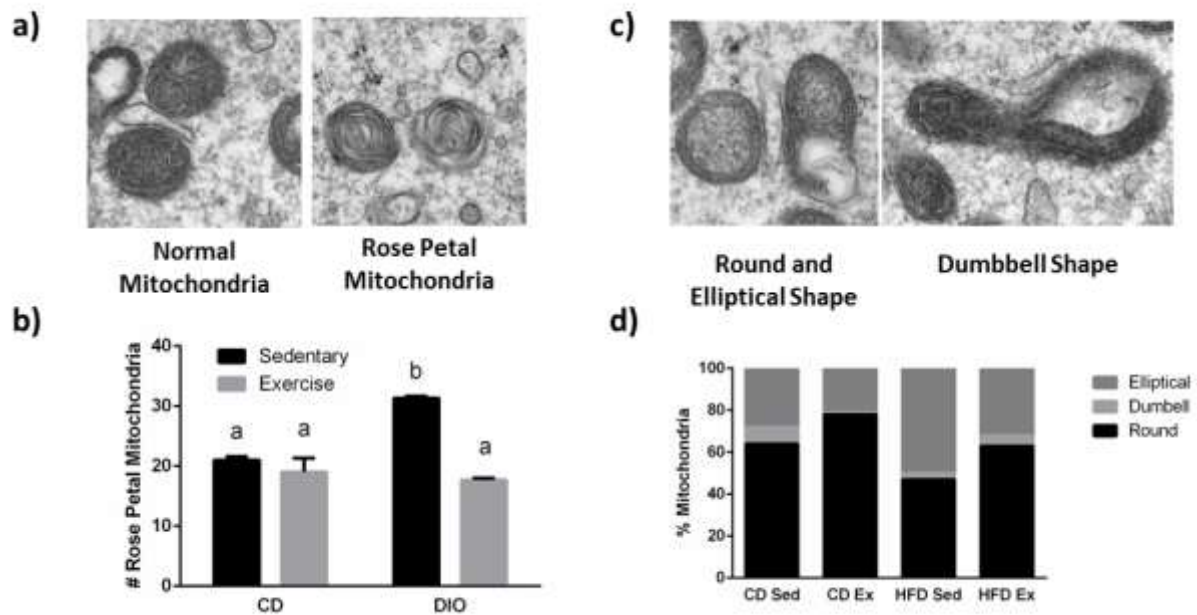 a)
Normal
Mitochondria
Rose Petal
Mitochondria
c)
Round and
Elliptical Shape
Dumbbell Shape
b)
# Rose Petal Mitochondria
40
30
20
10
0
Sedentary
Exercise
a
a
b
a
CD
DIO
d)
% Mitochondria
100
80
60
40
20
0
CD Sed
CD Ex
HFD Sed
HFD Ex
Elliptical
Dumbell
Round